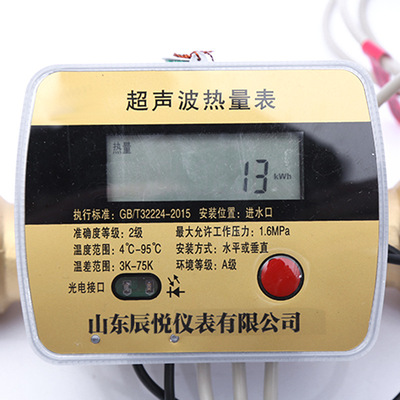 超声波热量表
热量
13 kWh
执行标准: GB/T32224-2015 安装位置: 进水口
准确度等级: 2级 最大允许工作压力: 1.6MPa
温度范围: 4℃-95℃ 安装方式: 水平或垂直
温差范围: 3K-75K 环境等级: A级
光电接口
山东辰悦仪表有限公司